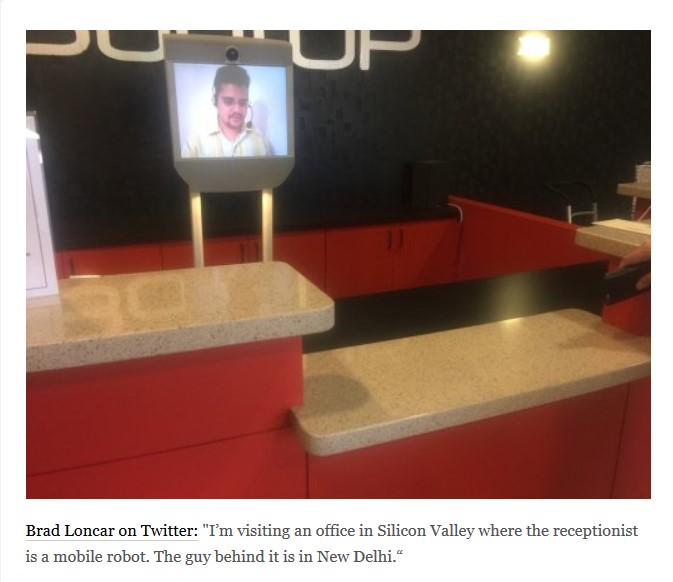 Brad Loncar on Twitter: "I’m visiting an office in Silicon Valley where the receptionist
is a mobile robot. The guy behind it is in New Delhi.“